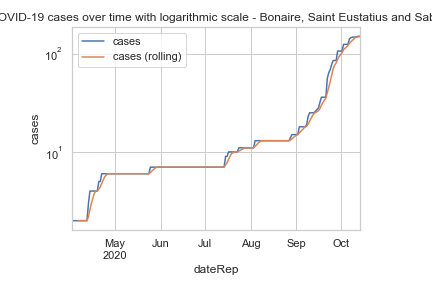 OVID-19 cases over time with logarithmic scale - Bonaire, Saint Eustatius and Sab
cases
cases (rolling)
10²
10¹
cases
May
2020
Jun
Jul
Aug
Sep
Oct
dateRep